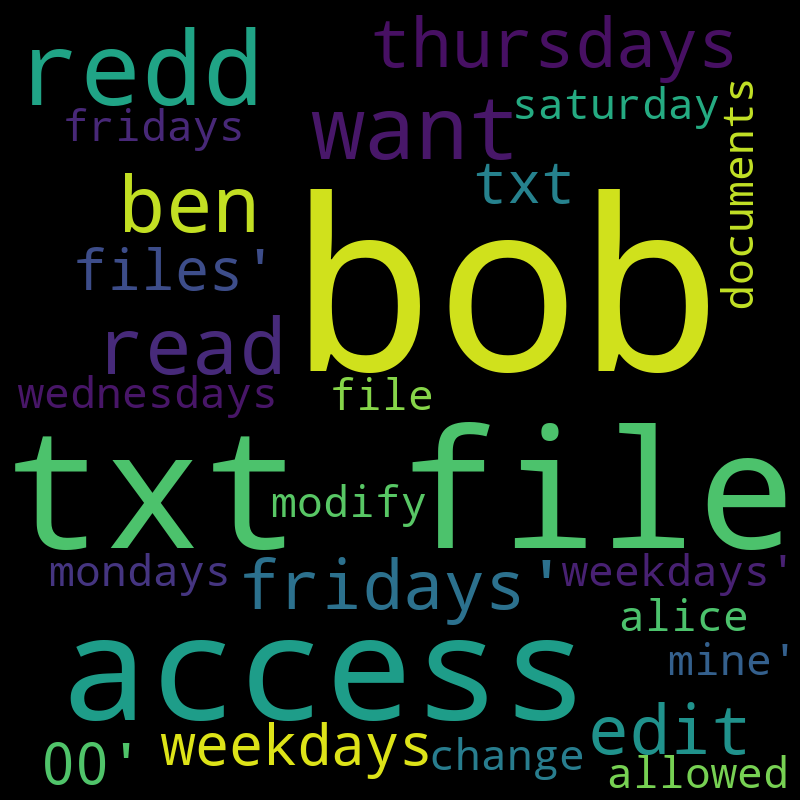 redd
thursdays
fridays
want
saturday
documents
ben
txt
files'
bob
read
wednesdays
file
txt file
modify
mondays
fridays'
weekdays'
alice
access
mine'
00'
weekdays
change
edit
allowed